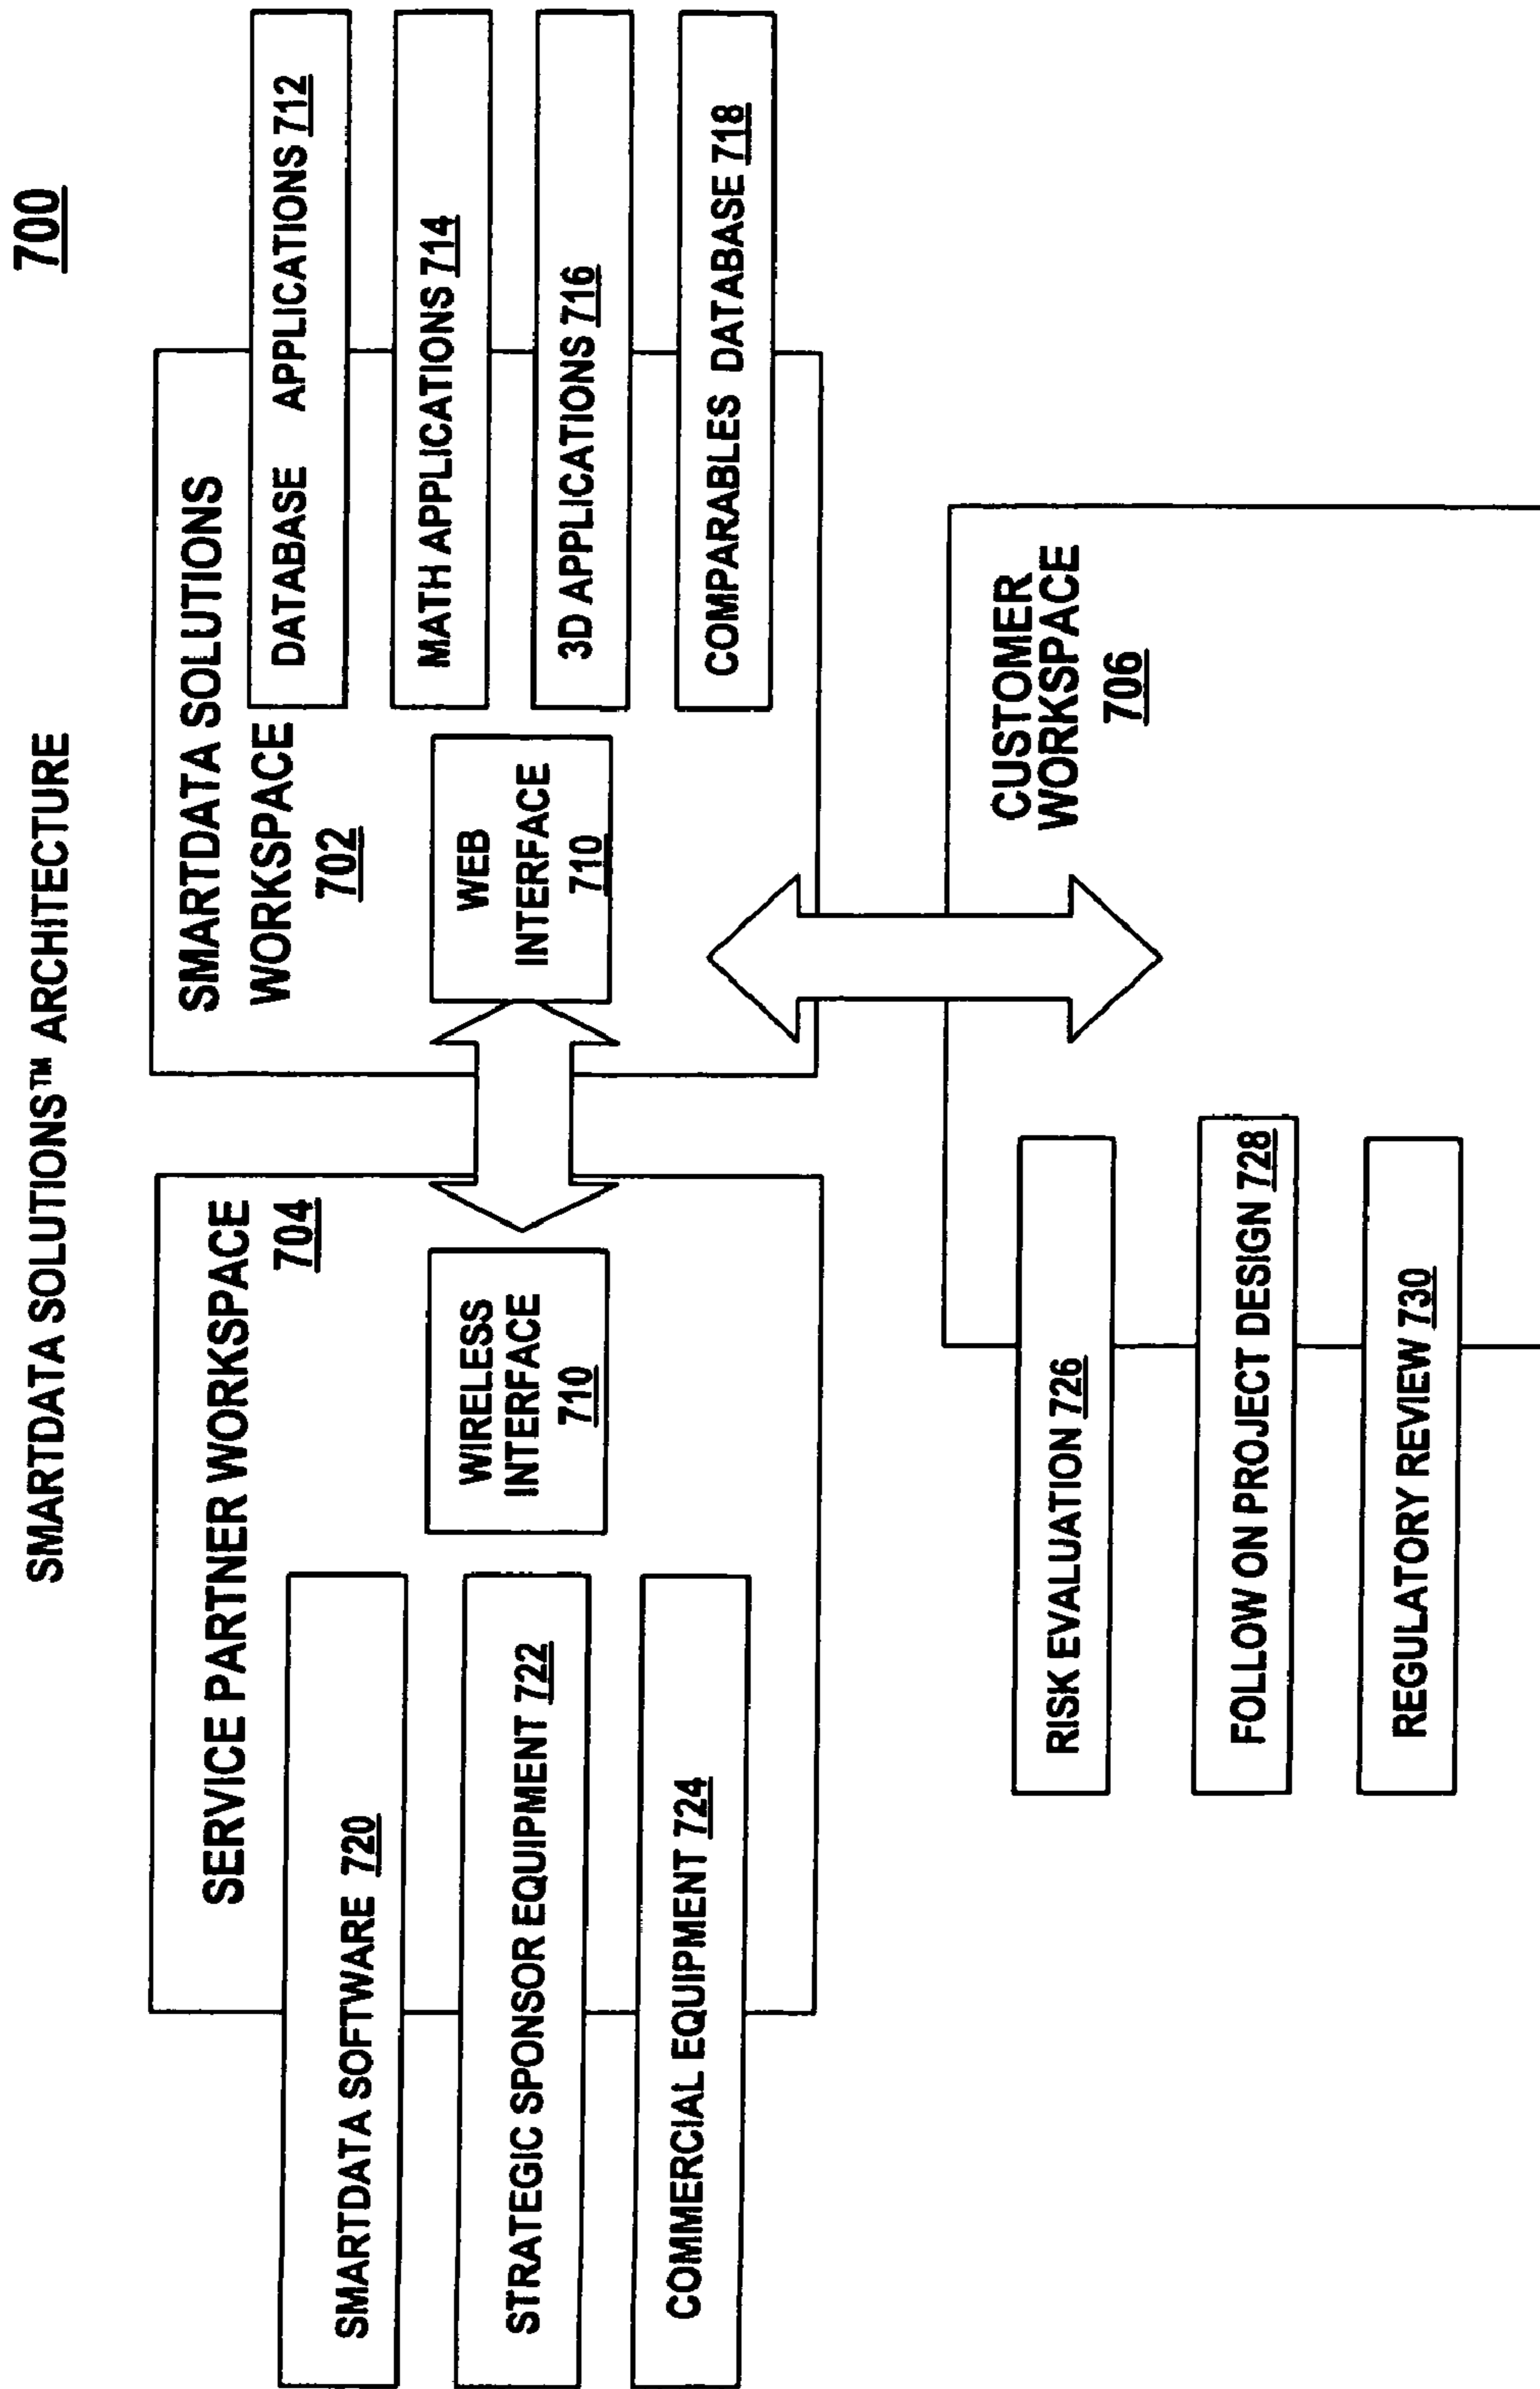 SMARTDATA SOLUTIONS™ ARCHITECTURE
700
SERVICE PARTNER WORKSPACE
704
SMARTDATA SOFTWARE 720
STRATEGIC SPONSOR EQUIPMENT 722
COMMERCIAL EQUIPMENT 724
WIRELESS
INTERFACE
710
SMARTDATA SOLUTIONS
WORKSPACE
702
WEB
INTERFACE
710
DATABASE APPLICATIONS 712
MATH APPLICATIONS 714
3D APPLICATIONS 716
COMPARABLES DATABASE 718
CUSTOMER
WORKSPACE
706
RISK EVALUATION 726
FOLLOW ON PROJECT DESIGN 728
REGULATORY REVIEW 730